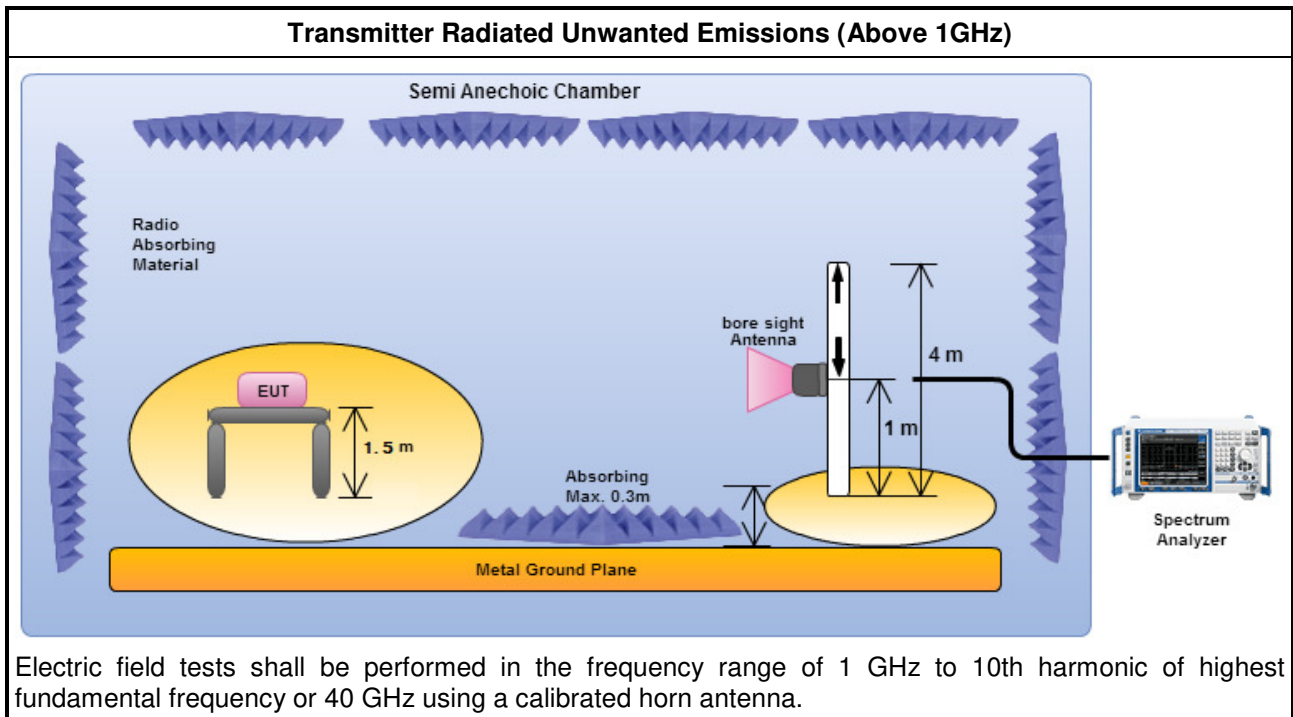 Transmitter Radiated Unwanted Emissions (Above 1GHz)
Semi Anechoic Chamber
Radio
Absorbing
Material
bore sight
Antenna
4 m
EUT
1.5 m
1 m
Absorbing
Max. 0.3m
Spectrum
Analyzer
Metal Ground Plane
Electric field tests shall be performed in the frequency range of 1 GHz to 10th harmonic of highest
fundamental frequency or 40 GHz using a calibrated horn antenna.